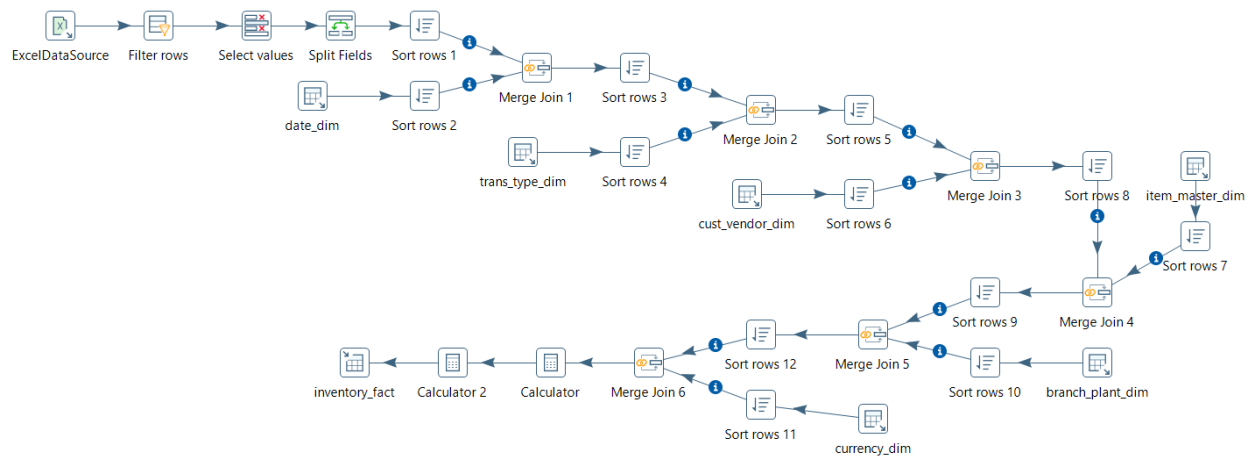 ExcelDataSource
Filter rows
Select values
Split Fields
Sort rows 1
Merge Join 1
Sort rows 3
date_dim
Sort rows 2
Merge Join 2
Sort rows 5
trans_type_dim
Sort rows 4
Merge Join 3
Sort rows 8
item_master_dim
cust_vendor_dim
Sort rows 6
Sort rows 7
Sort rows 9
Merge Join 4
Sort rows 12
Merge Join 5
inventory_fact
Calculator 2
Calculator
Merge Join 6
Sort rows 10
branch_plant_dim
Sort rows 11
currency_dim